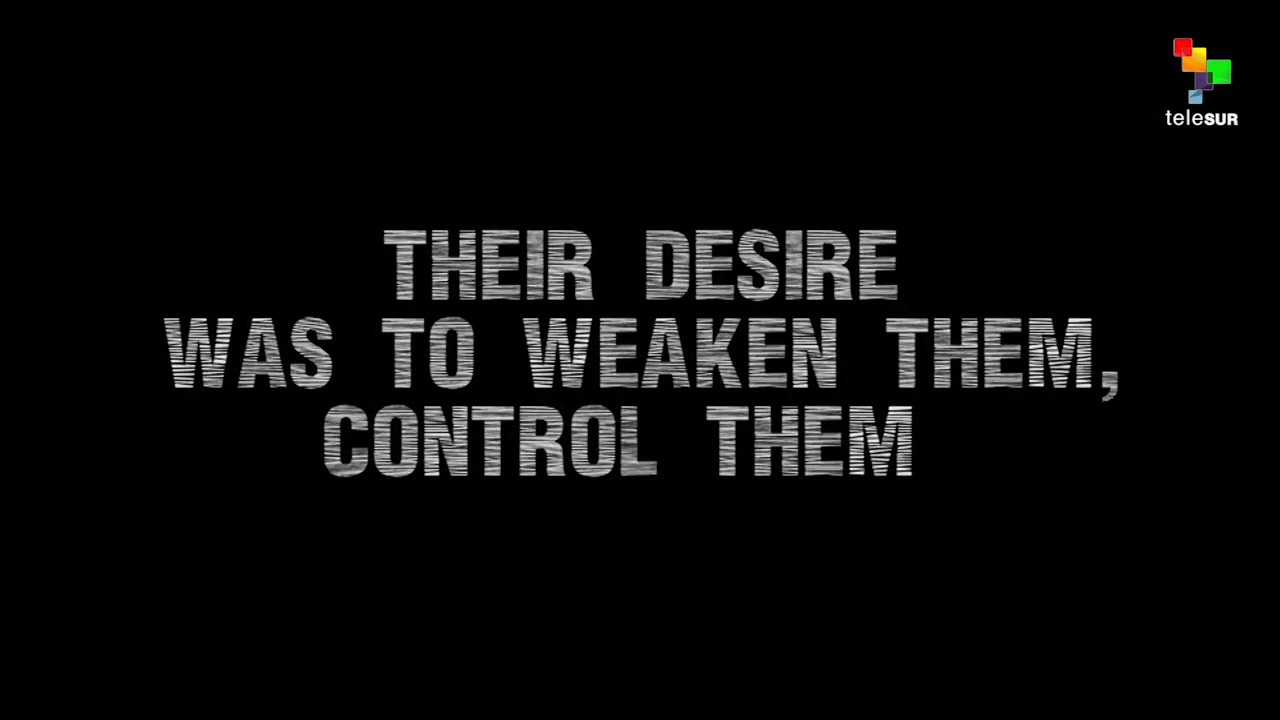 teleSUR
THEIR DESIRE
WAS TO WEAKEN THEM,
CONTROL THEM